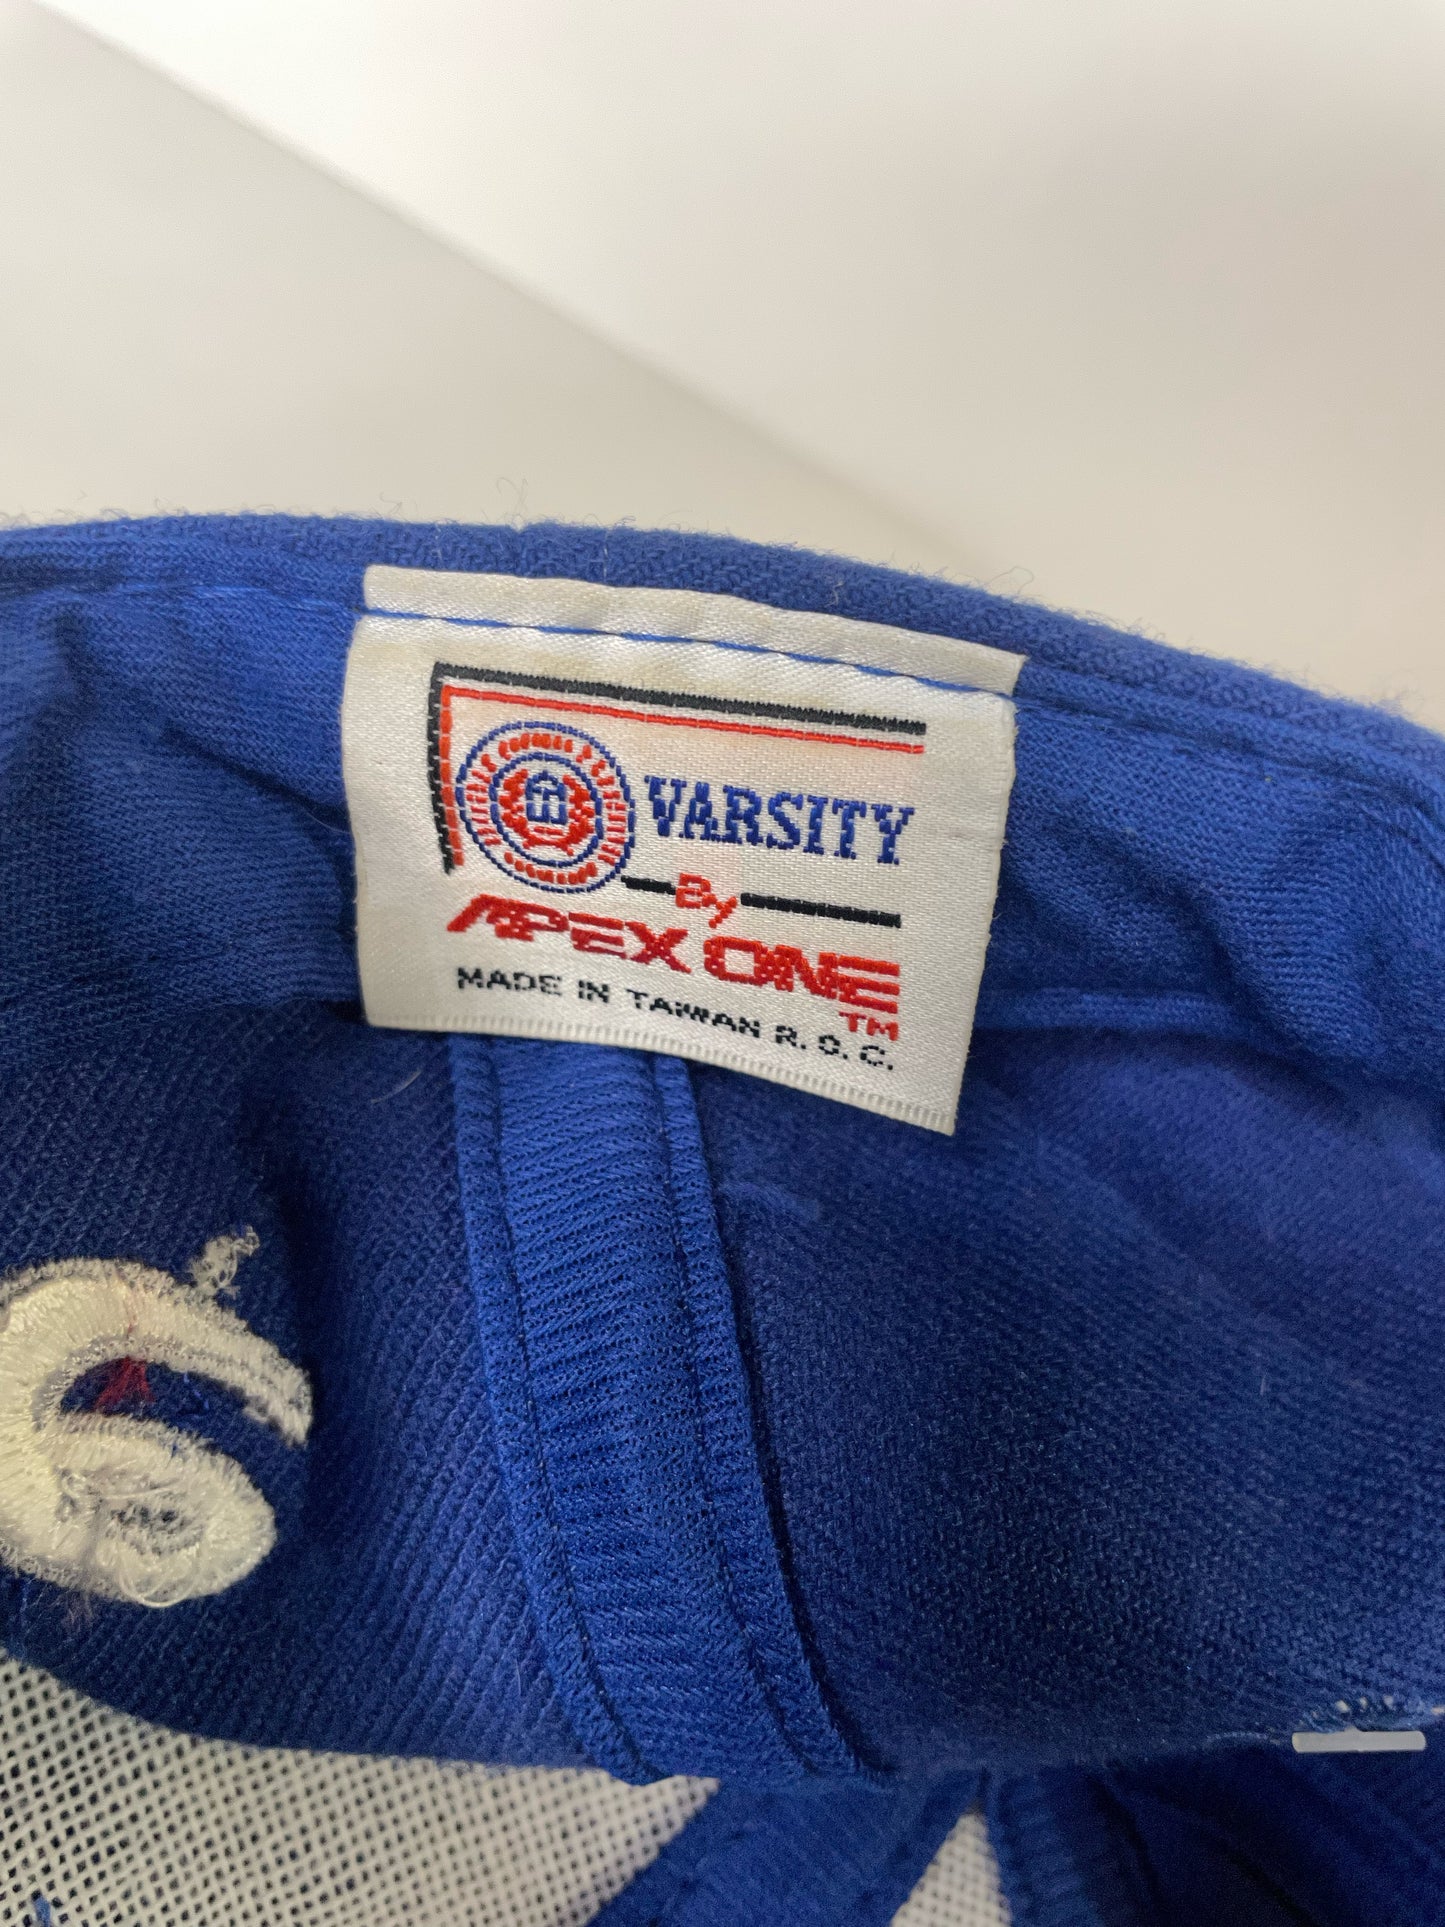 VARSITY
By
APEX ONE
TM
MADE IN TAIWAN R. O. C.